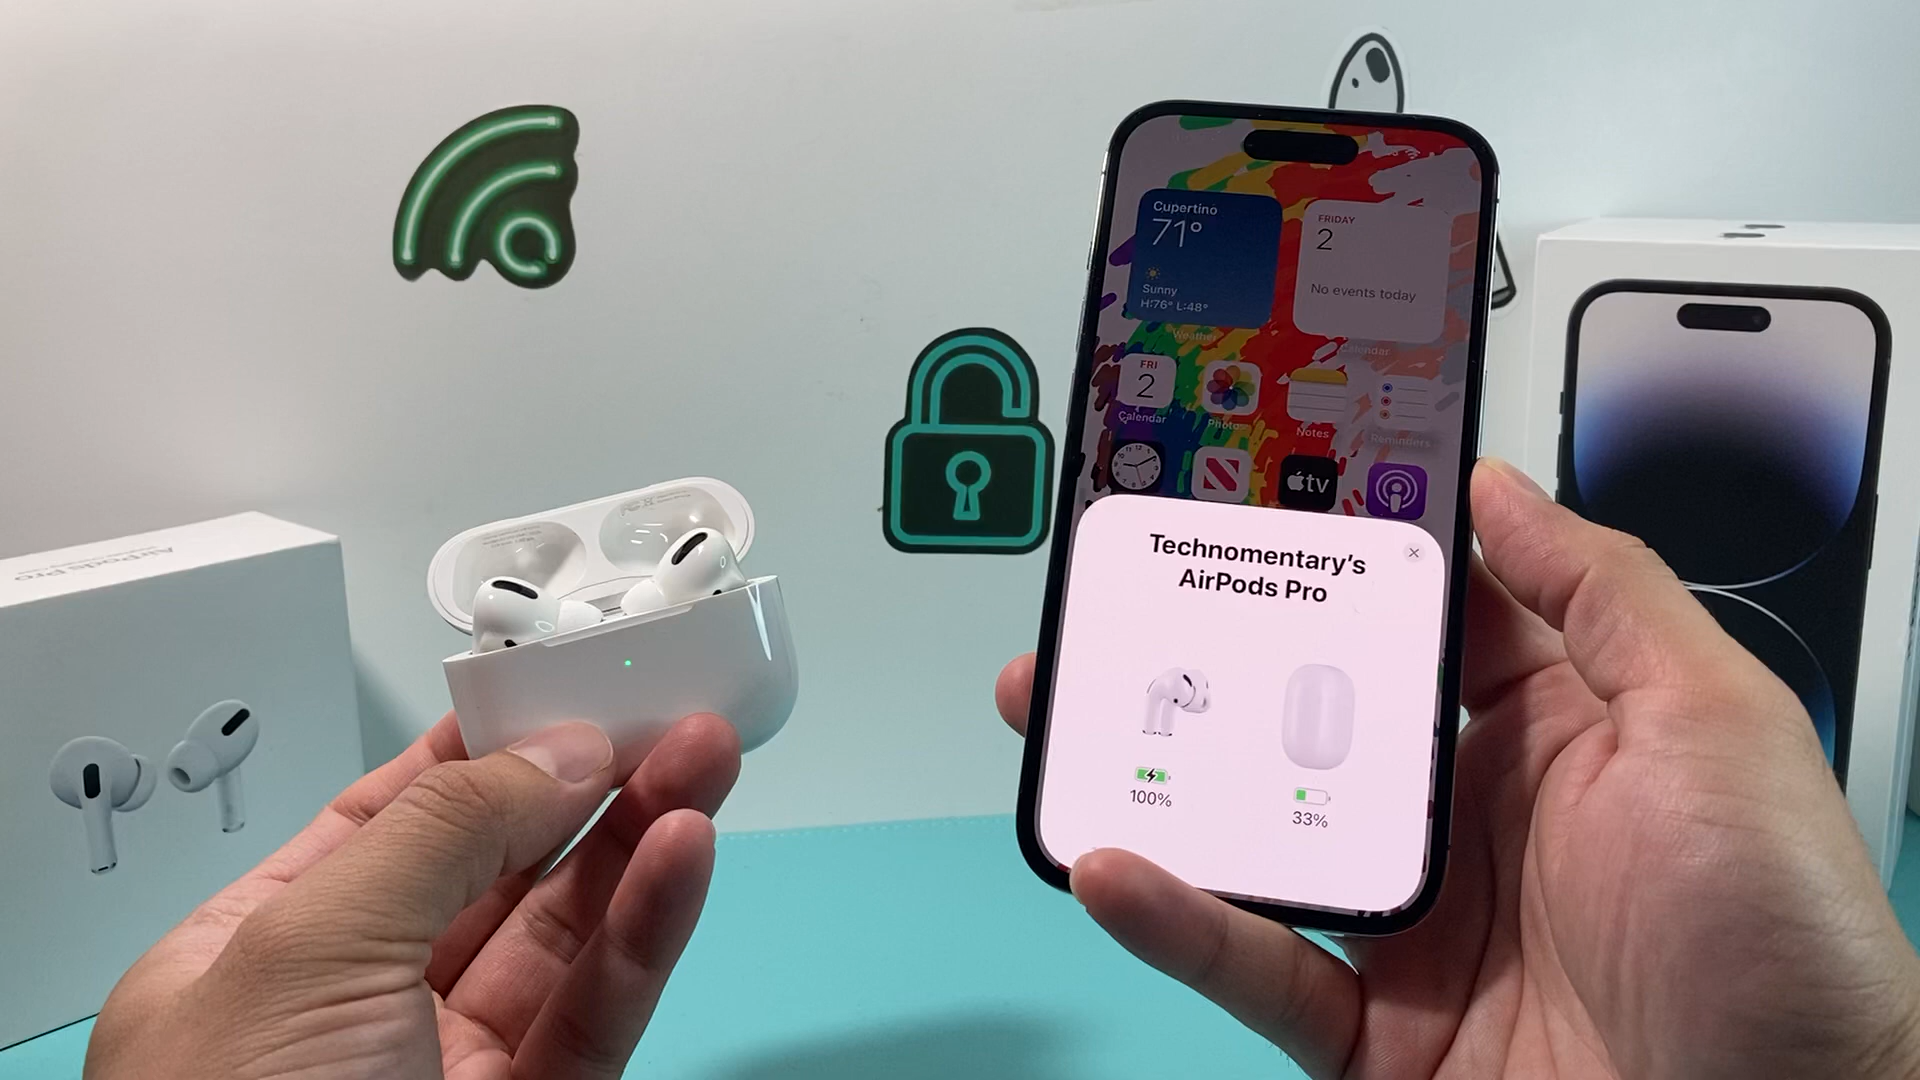 AirPods Pro
Cupertino
71°
Sunny
H:76° L:48°
Weather
FRIDAY
2
No events today
Calendar
FRI
2
Calendar
Photos
Notes
Reminders
tv
Technomentary's
AirPods Pro
100%
33%